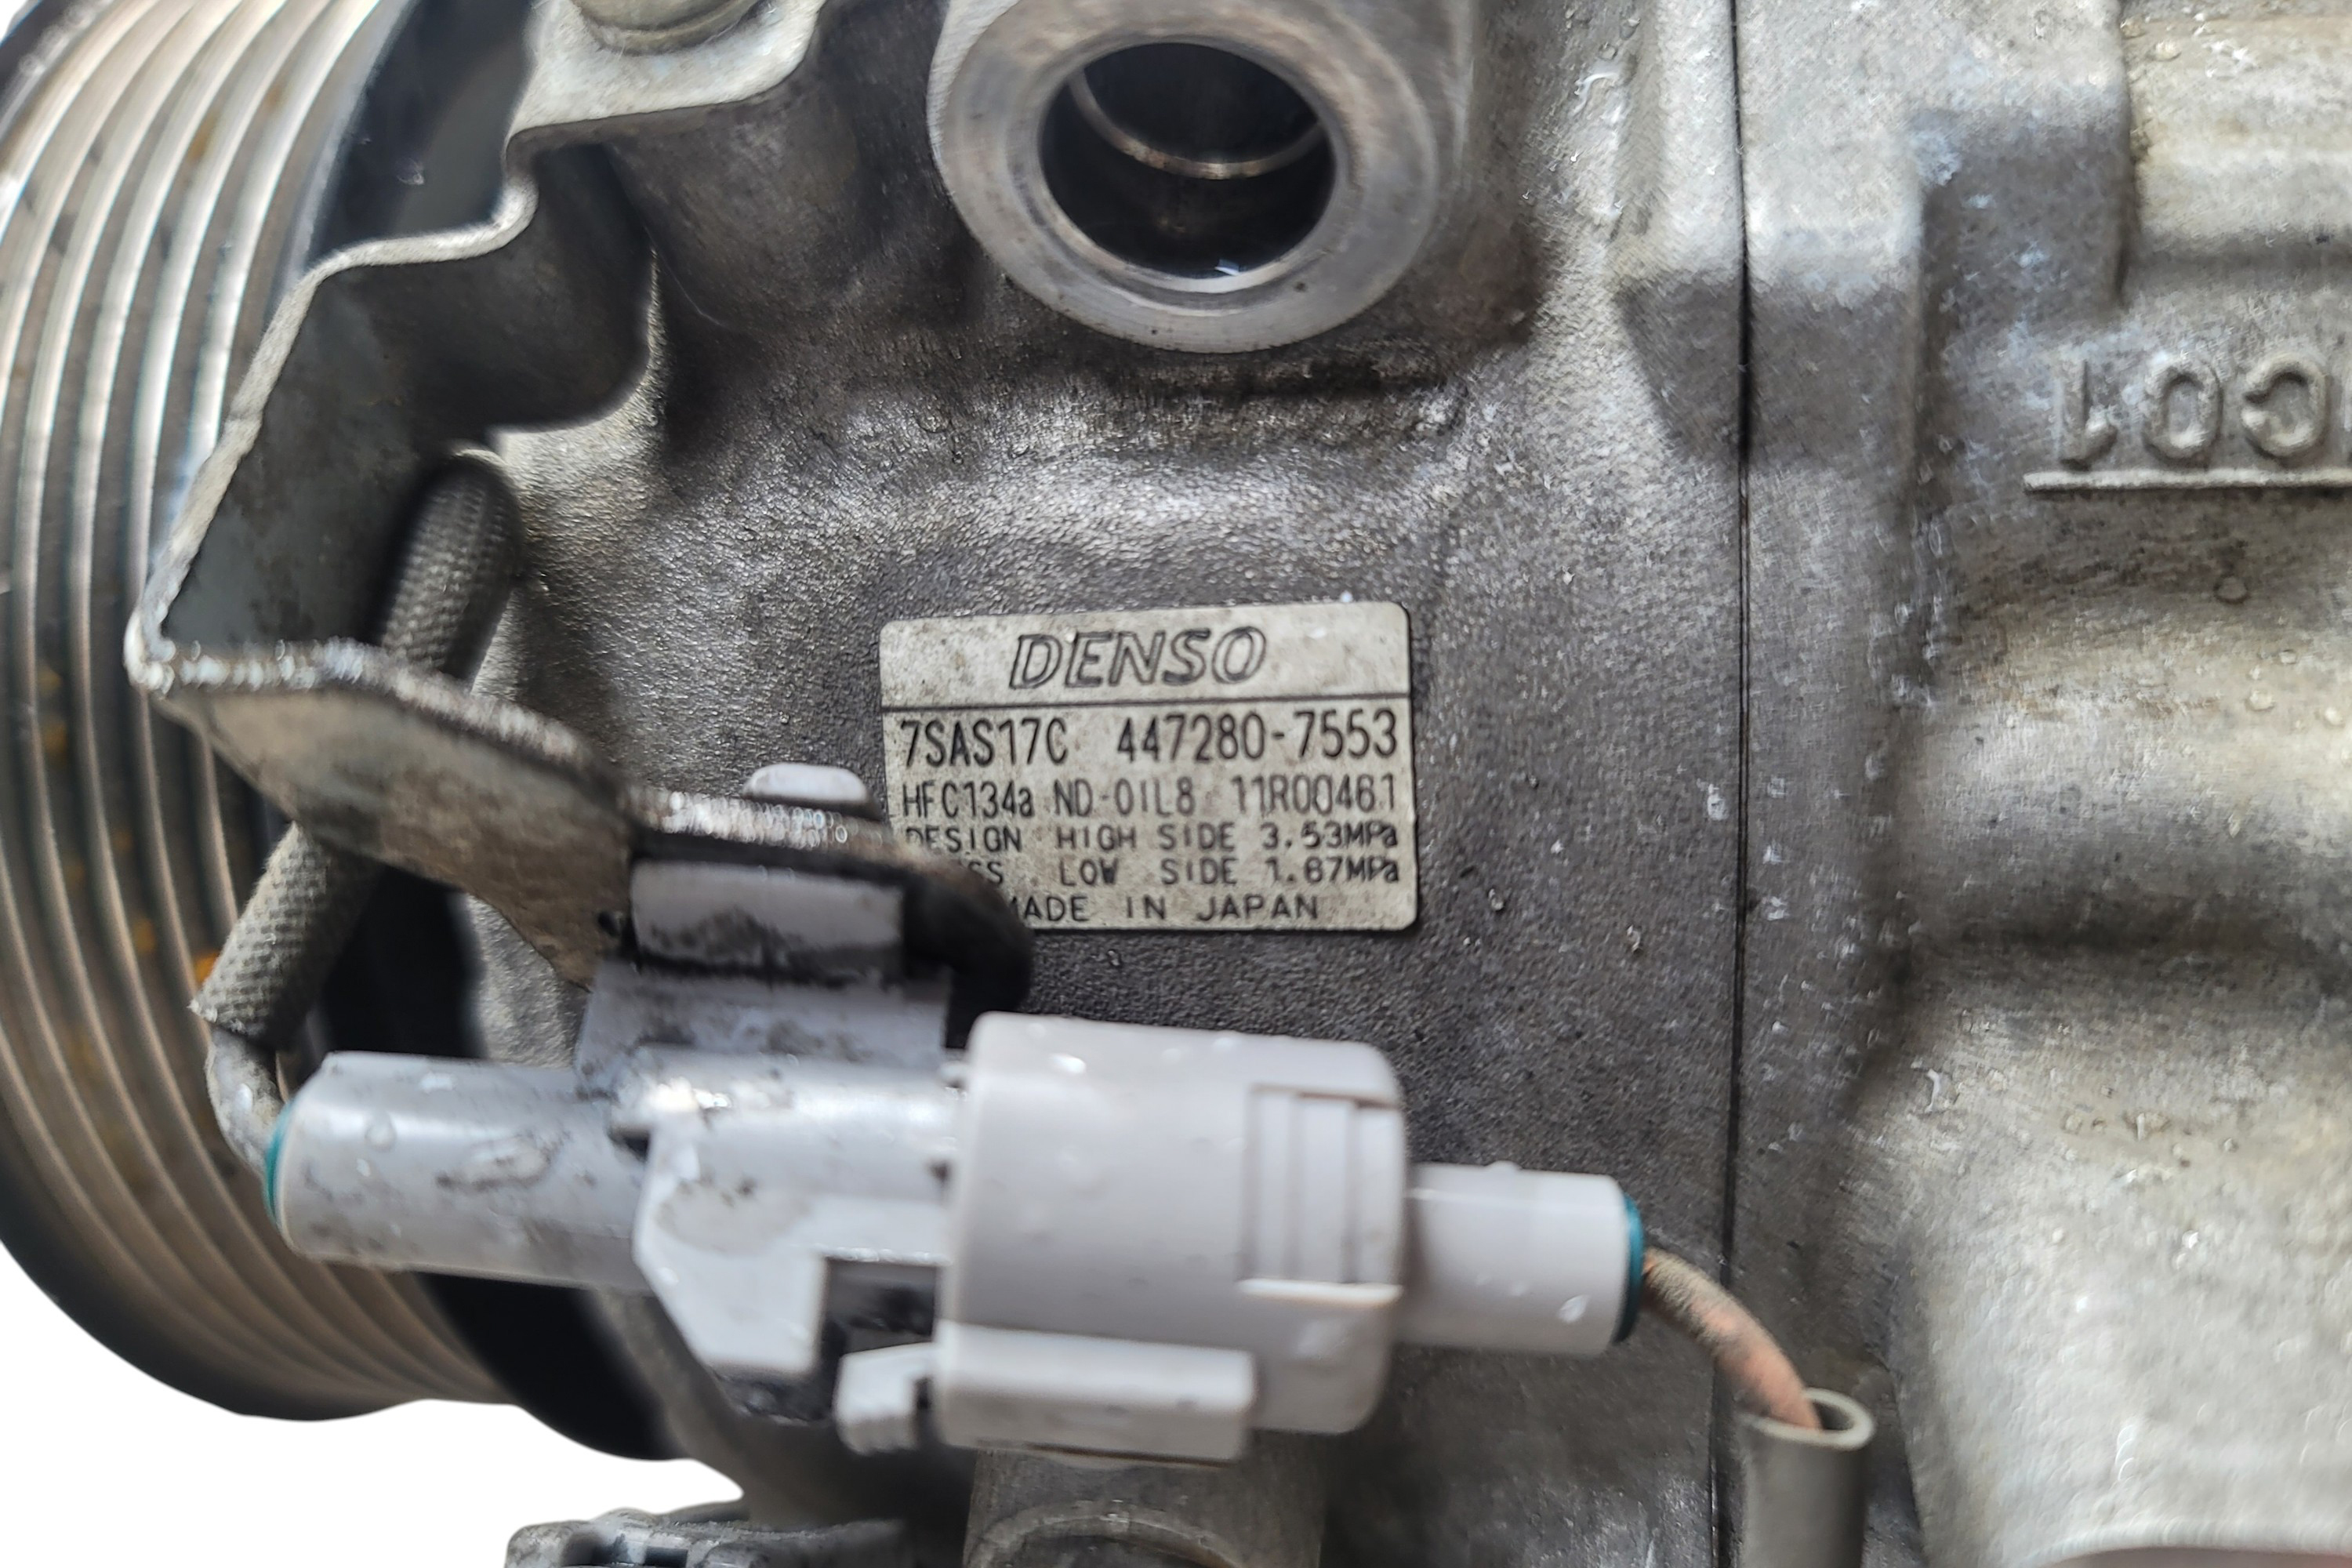 DENSO
7SAS17C 447280-7553
HFC134a ND-OIL8 11R00461
DESIGN HIGH SIDE 3.53MPa
SS LOW SIDE 1.87MPa
MADE IN JAPAN